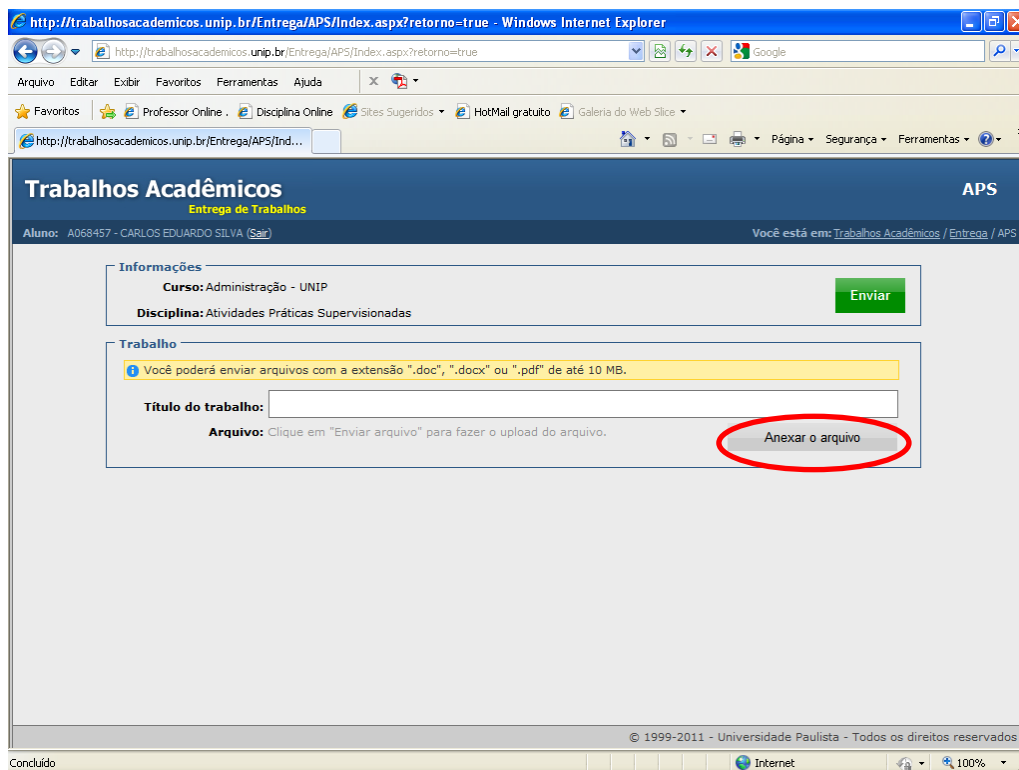 http://trabalhosacademicos.unip.br/Entrega/APS/Index.aspx?retorno=true - Windows Internet Explorer
http://trabalhosacademicos.unip.br/Entrega/APS/Index.aspx?retorno=true Google
Arquivo Editar Exibir Favoritos Ferramentas Ajuda X
Favoritos Professor Online . Disciplina Online Sites Sugeridos HotMail gratuito Galeria do Web Slice
http://trabalhosacademicos.unip.br/Entrega/APS/Ind... Página Segurança Ferramentas
Trabalhos Acadêmicos APS
Entrega de Trabalhos
Aluno: A068457 - CARLOS EDUARDO SILVA (Sair) Você está em: Trabalhos Acadêmicos / Entrega / APS
Informações
Curso: Administração - UNIP
Enviar
Disciplina: Atividades Práticas Supervisionadas
Trabalho
Você poderá enviar arquivos com a extensão ".doc", ".docx" ou ".pdf" de até 10 MB.
Título do trabalho:
Arquivo: Clique em "Enviar arquivo" para fazer o upload do arquivo. Anexar o arquivo
© 1999-2011 - Universidade Paulista - Todos os direitos reservados
Concluído Internet 100%